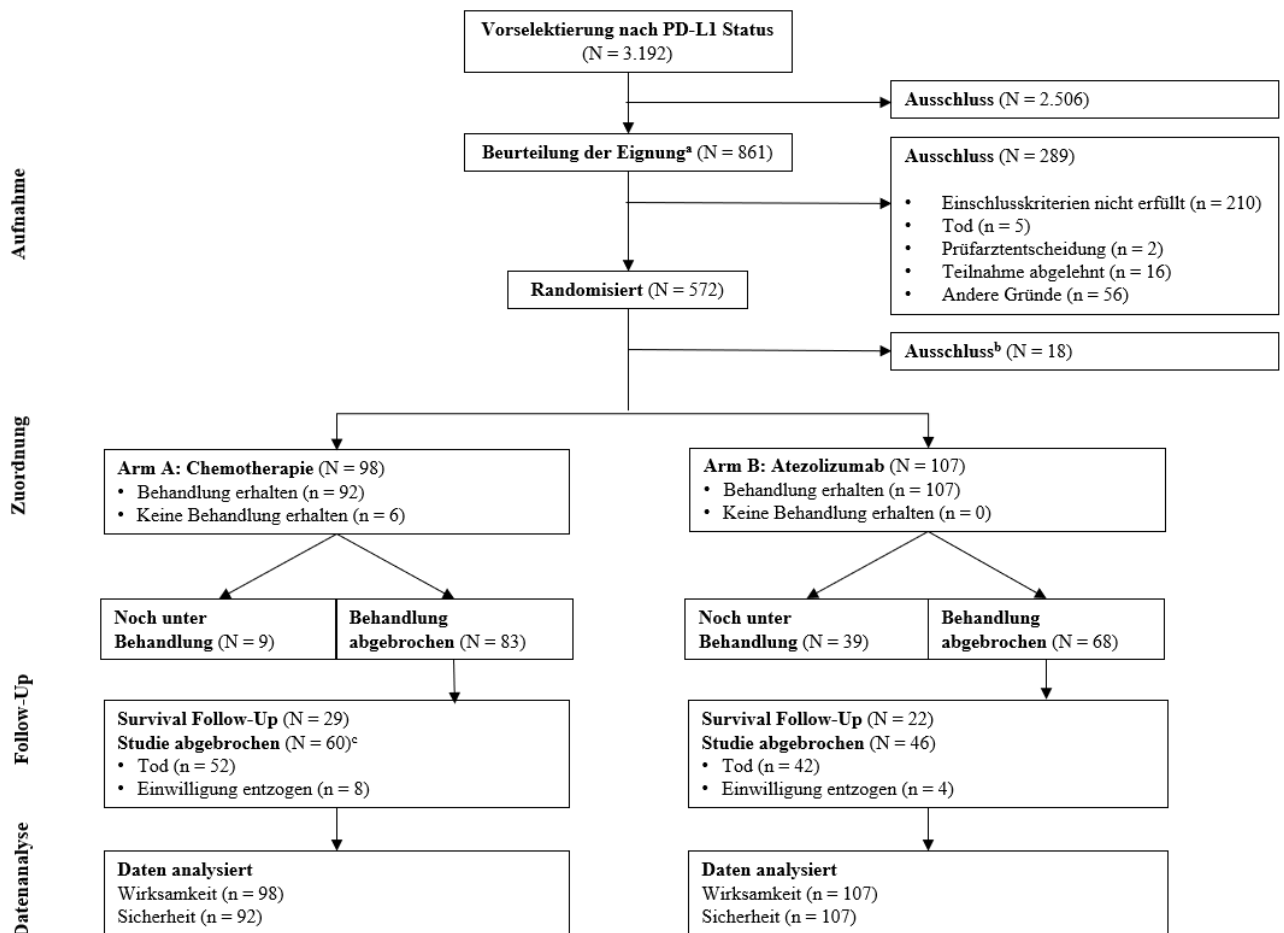 Vorselektierung nach PD-L1 Status
(N = 3.192)
Ausschluss (N = 2.506)
Aufnahme
Beurteilung der Eignungᵃ (N = 861)
Ausschluss (N = 289)
• Einschlusskriterien nicht erfüllt (n = 210)
• Tod (n = 5)
• Prüfarztentscheidung (n = 2)
• Teilnahme abgelehnt (n = 16)
• Andere Gründe (n = 56)
Randomisiert (N = 572)
Ausschlussᵇ (N = 18)
Zuordnung
Arm A: Chemotherapie (N = 98)
• Behandlung erhalten (n = 92)
• Keine Behandlung erhalten (n = 6)
Arm B: Atezolizumab (N = 107)
• Behandlung erhalten (n = 107)
• Keine Behandlung erhalten (n = 0)
Noch unter
Behandlung (N = 9)
Behandlung
abgebrochen (N = 83)
Noch unter
Behandlung (N = 39)
Behandlung
abgebrochen (N = 68)
Follow-Up
Survival Follow-Up (N = 29)
Studie abgebrochen (N = 60)ᶜ
• Tod (n = 52)
• Einwilligung entzogen (n = 8)
Survival Follow-Up (N = 22)
Studie abgebrochen (N = 46)
• Tod (n = 42)
• Einwilligung entzogen (n = 4)
Datenanalyse
Daten analysiert
Wirksamkeit (n = 98)
Sicherheit (n = 92)
Daten analysiert
Wirksamkeit (n = 107)
Sicherheit (n = 107)